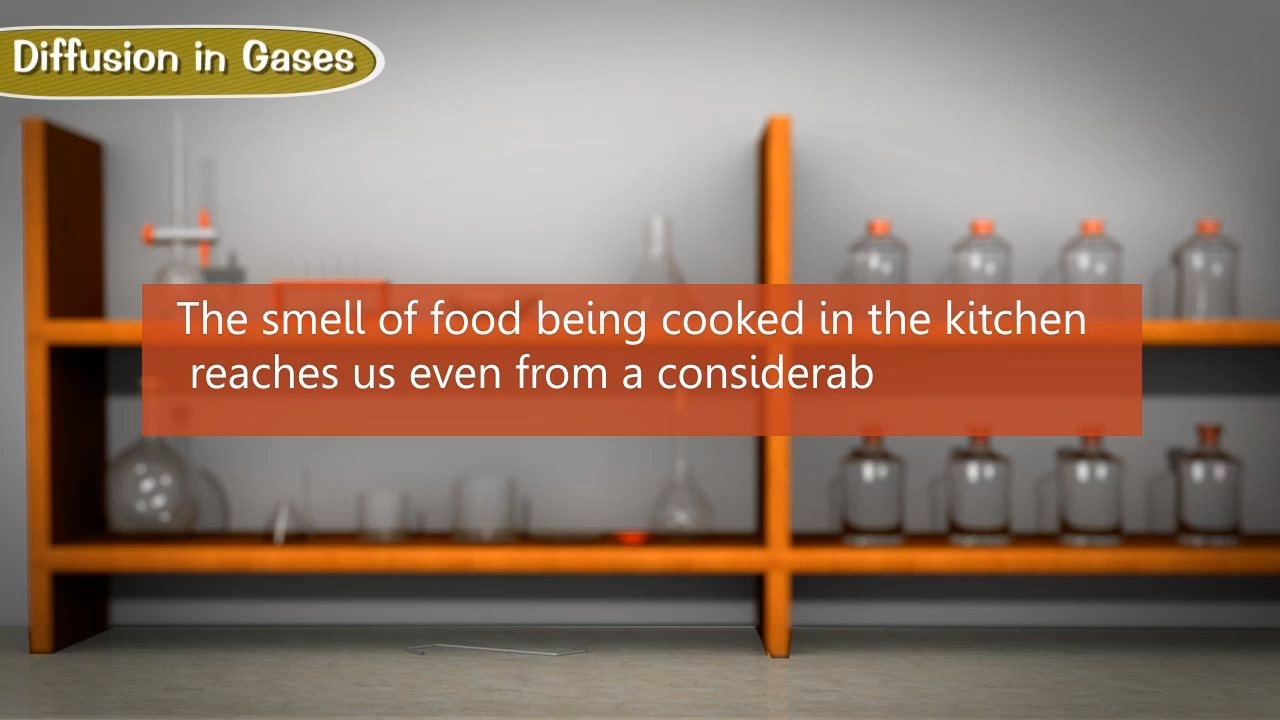 Diffusion in Gases
The smell of food being cooked in the kitchen
reaches us even from a considerab